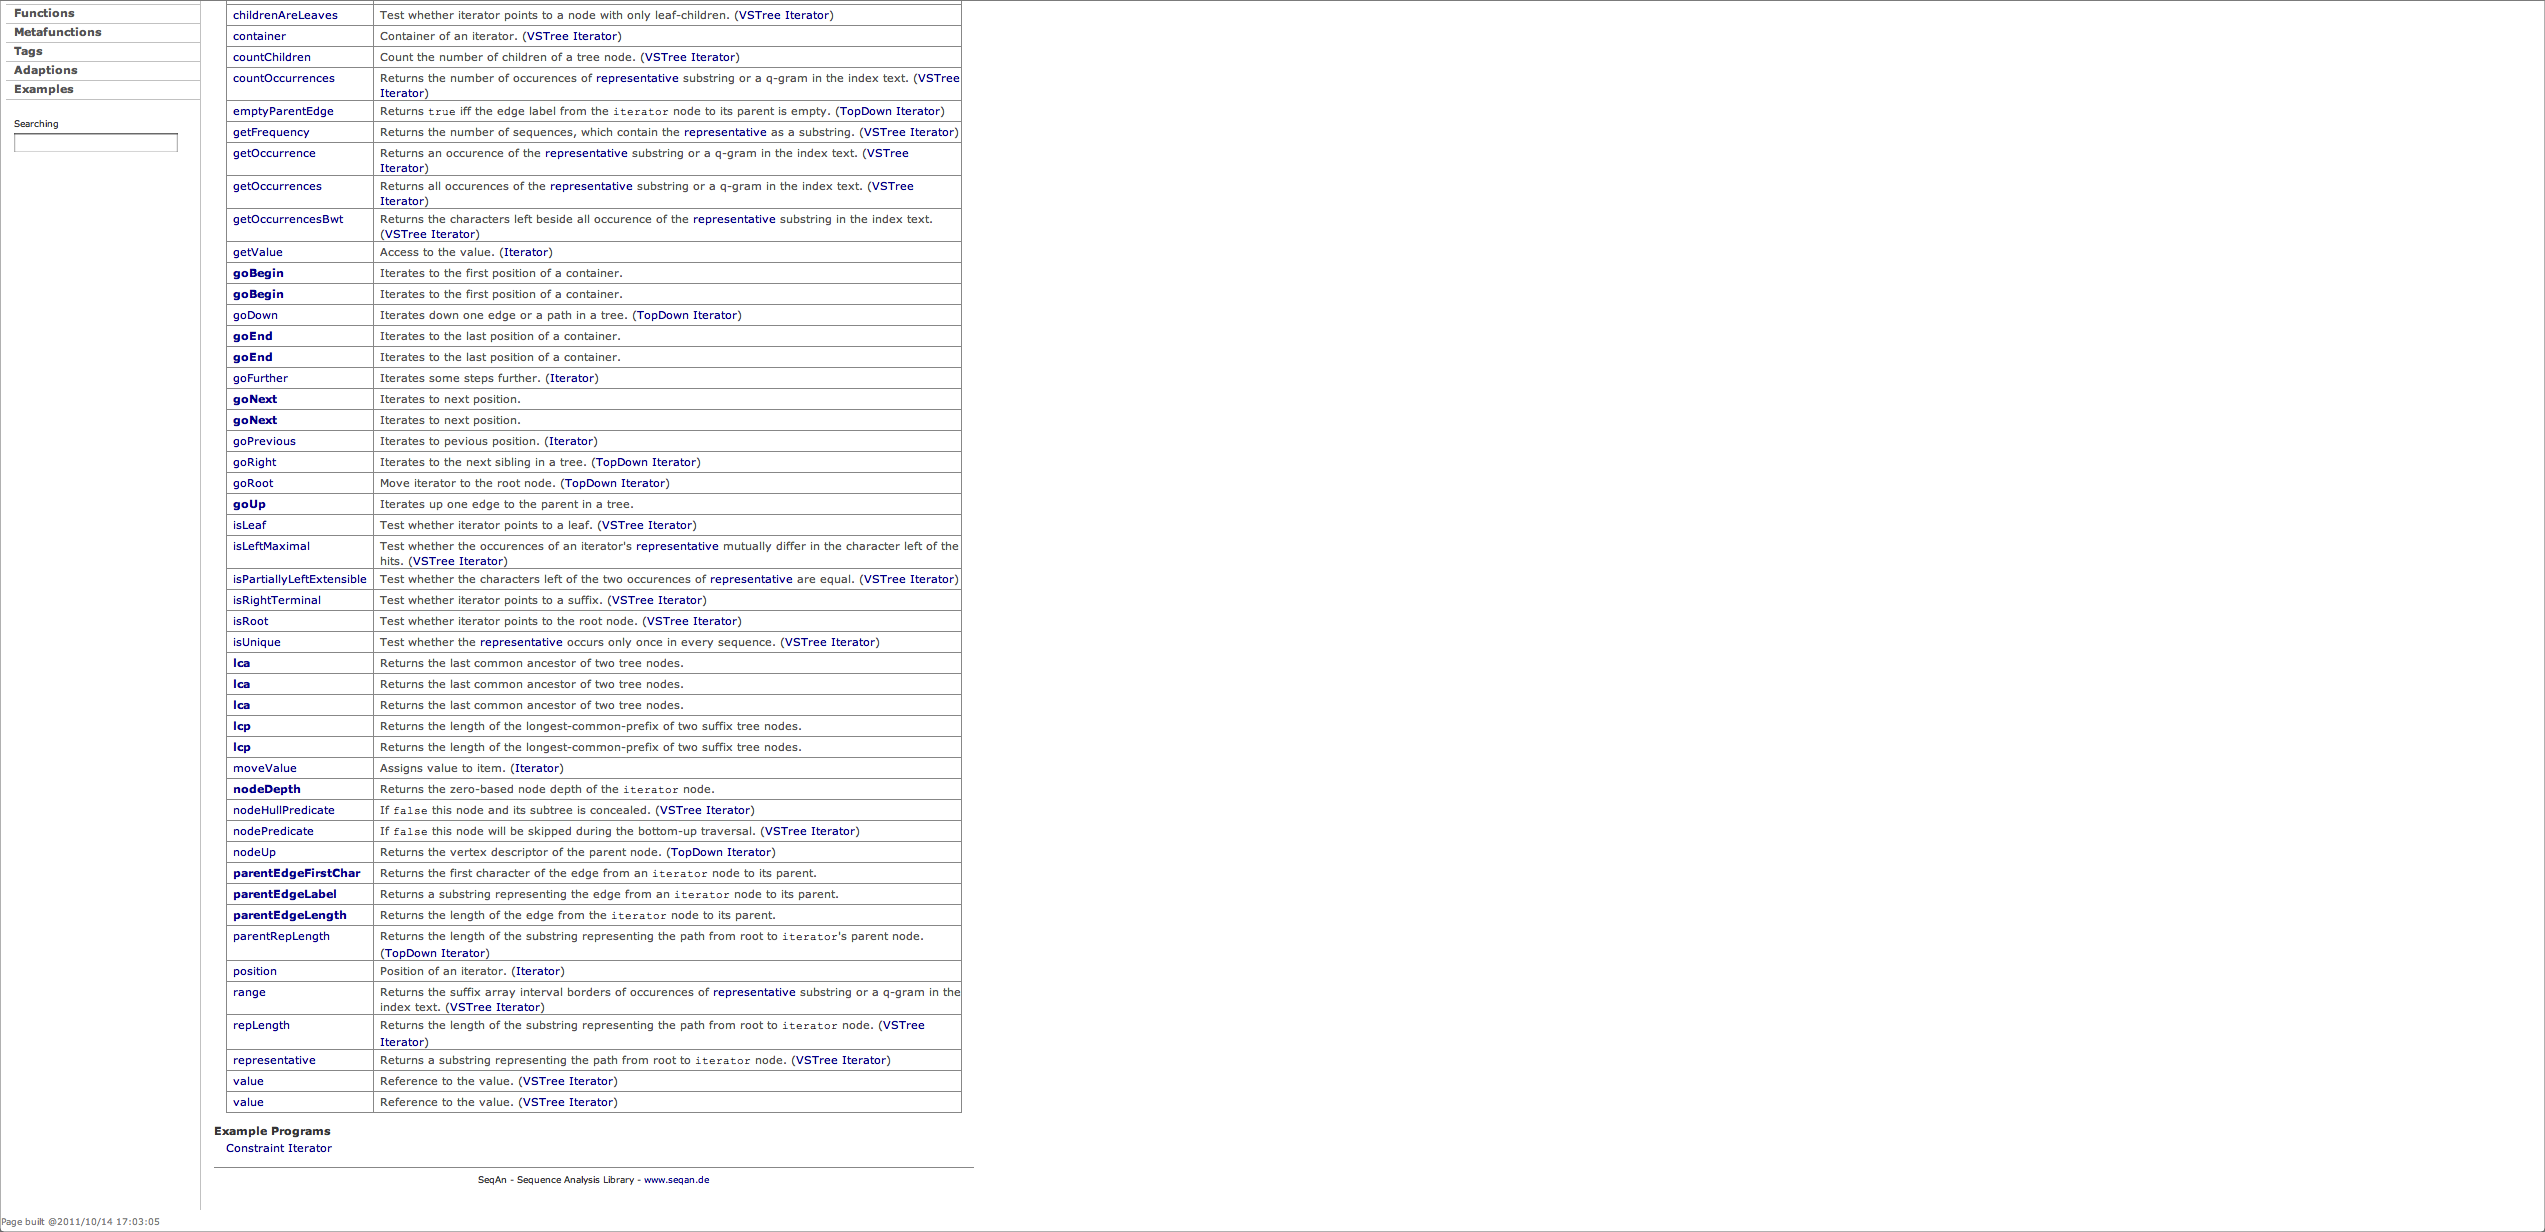 Functions
Metafunctions
Tags
Adaptions
Examples
Searching
childrenAreLeaves Test whether iterator points to a node with only leaf-children. (VSTree Iterator)
container Container of an iterator. (VSTree Iterator)
countChildren Count the number of children of a tree node. (VSTree Iterator)
countOccurrences Returns the number of occurences of representative substring or a q-gram in the index text. (VSTree
Iterator)
emptyParentEdge Returns true iff the edge label from the iterator node to its parent is empty. (TopDown Iterator)
getFrequency Returns the number of sequences, which contain the representative as a substring. (VSTree Iterator)
getOccurrence Returns an occurence of the representative substring or a q-gram in the index text. (VSTree
Iterator)
getOccurrences Returns all occurences of the representative substring or a q-gram in the index text. (VSTree
Iterator)
getOccurrencesBwt Returns the characters left beside all occurence of the representative substring in the index text.
(VSTree Iterator)
getValue Access to the value. (Iterator)
goBegin Iterates to the first position of a container.
goBegin Iterates to the first position of a container.
goDown Iterates down one edge or a path in a tree. (TopDown Iterator)
goEnd Iterates to the last position of a container.
goEnd Iterates to the last position of a container.
goFurther Iterates some steps further. (Iterator)
goNext Iterates to next position.
goNext Iterates to next position.
goPrevious Iterates to pevious position. (Iterator)
goRight Iterates to the next sibling in a tree. (TopDown Iterator)
goRoot Move iterator to the root node. (TopDown Iterator)
goUp Iterates up one edge to the parent in a tree.
isLeaf Test whether iterator points to a leaf. (VSTree Iterator)
isLeftMaximal Test whether the occurences of an iterator's representative mutually differ in the character left of the
hits. (VSTree Iterator)
isPartiallyLeftExtensible Test whether the characters left of the two occurences of representative are equal. (VSTree Iterator)
isRightTerminal Test whether iterator points to a suffix. (VSTree Iterator)
isRoot Test whether iterator points to the root node. (VSTree Iterator)
isUnique Test whether the representative occurs only once in every sequence. (VSTree Iterator)
lca Returns the last common ancestor of two tree nodes.
lca Returns the last common ancestor of two tree nodes.
lca Returns the last common ancestor of two tree nodes.
lcp Returns the length of the longest-common-prefix of two suffix tree nodes.
lcp Returns the length of the longest-common-prefix of two suffix tree nodes.
moveValue Assigns value to item. (Iterator)
nodeDepth Returns the zero-based node depth of the iterator node.
nodeHullPredicate If false this node and its subtree is concealed. (VSTree Iterator)
nodePredicate If false this node will be skipped during the bottom-up traversal. (VSTree Iterator)
nodeUp Returns the vertex descriptor of the parent node. (TopDown Iterator)
parentEdgeFirstChar Returns the first character of the edge from an iterator node to its parent.
parentEdgeLabel Returns a substring representing the edge from an iterator node to its parent.
parentEdgeLength Returns the length of the edge from the iterator node to its parent.
parentRepLength Returns the length of the substring representing the path from root to iterator's parent node.
(TopDown Iterator)
position Position of an iterator. (Iterator)
range Returns the suffix array interval borders of occurences of representative substring or a q-gram in the
index text. (VSTree Iterator)
repLength Returns the length of the substring representing the path from root to iterator node. (VSTree
Iterator)
representative Returns a substring representing the path from root to iterator node. (VSTree Iterator)
value Reference to the value. (VSTree Iterator)
value Reference to the value. (VSTree Iterator)
Example Programs
Constraint Iterator
SeqAn - Sequence Analysis Library - www.seqan.de
Page built @2011/10/14 17:03:05